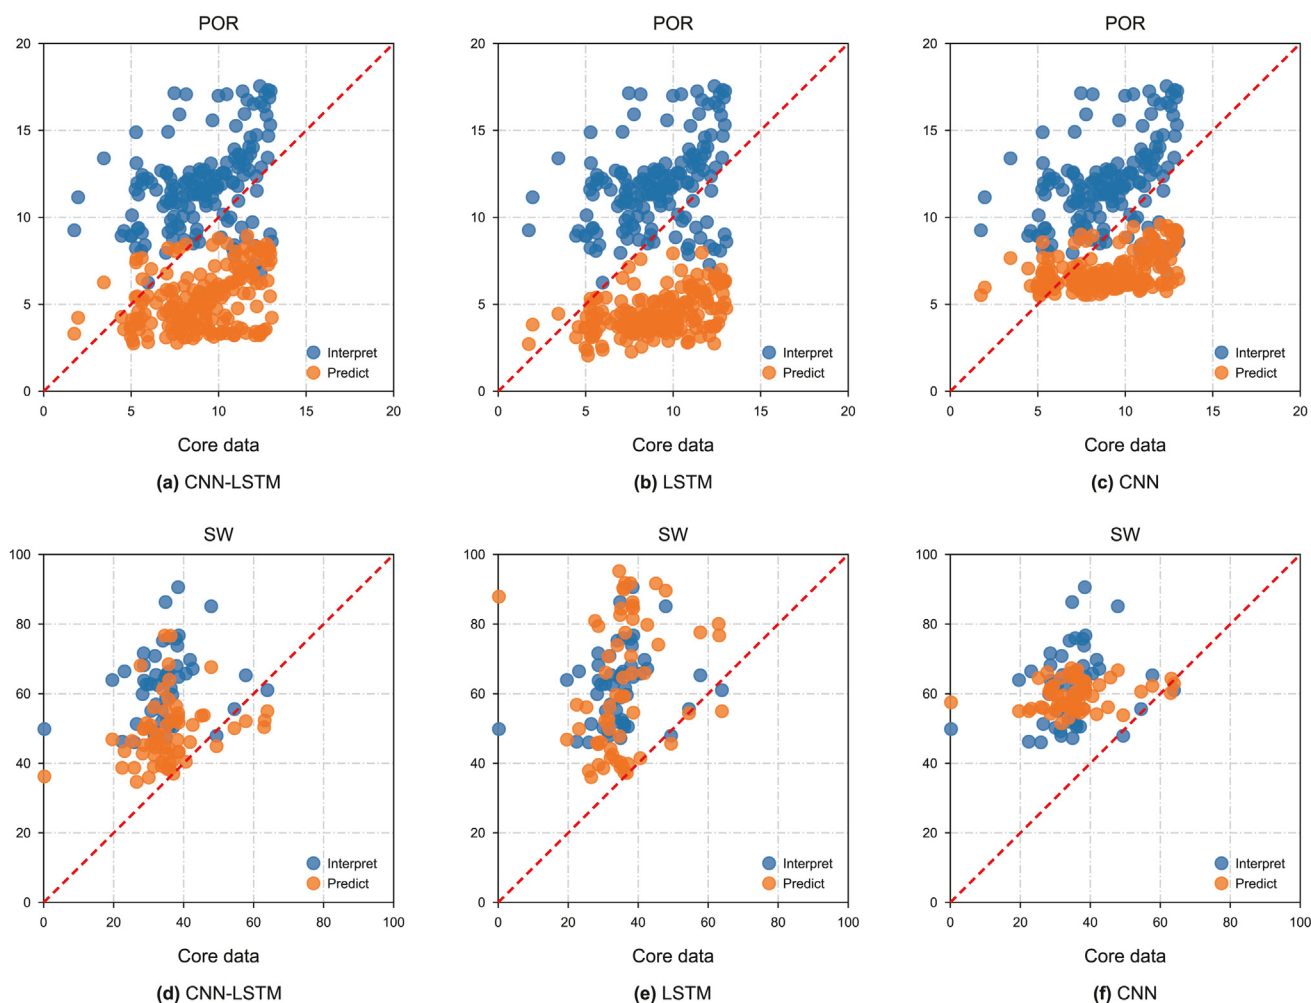 POR
20
15
10
5
0
0 5 10 15 20
Interpret
Predict
Core data
(a) CNN-LSTM
POR
20
15
10
5
0
0 5 10 15 20
Interpret
Predict
Core data
(b) LSTM
POR
20
15
10
5
0
0 5 10 15 20
Interpret
Predict
Core data
(c) CNN
SW
100
80
60
40
20
0
0 20 40 60 80 100
Interpret
Predict
Core data
(d) CNN-LSTM
SW
100
80
60
40
20
0
0 20 40 60 80 100
Interpret
Predict
Core data
(e) LSTM
SW
100
80
60
40
20
0
0 20 40 60 80 100
Interpret
Predict
Core data
(f) CNN